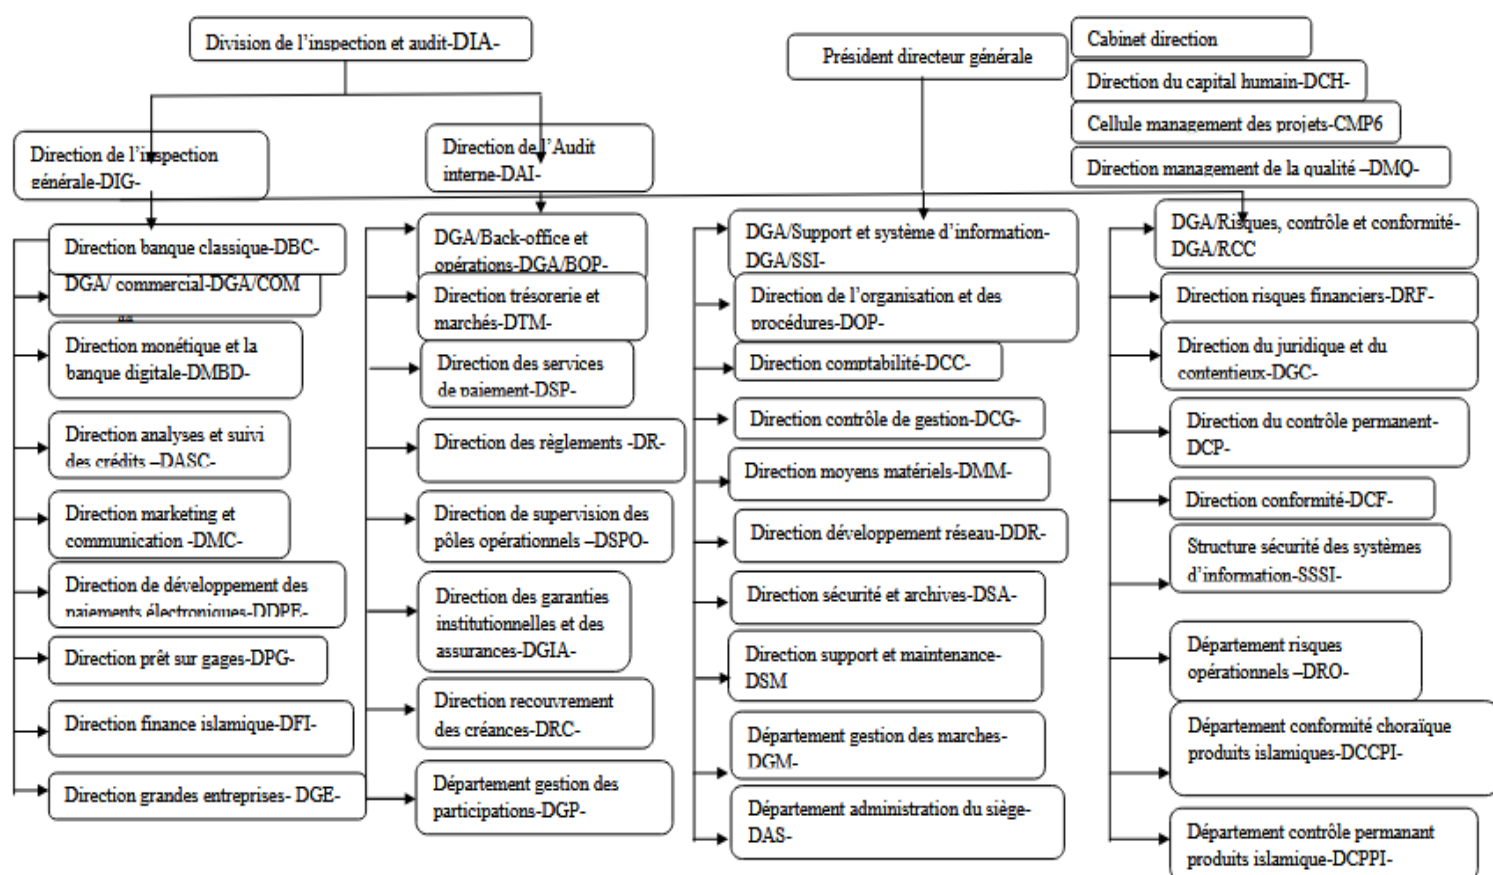 Division de l'inspection et audit-DIA-
Président directeur générale
Cabinet direction
Direction du capital humain-DCH-
Cellule management des projets-CMP6
Direction management de la qualité –DMQ-
Direction de l'inspection
générale-DIG-
Direction de l'Audit
interne-DAI-
Direction banque classique-DBC-
DGA/ commercial-DGA/COM
Direction monétique et la
banque digitale-DMBD-
Direction analyses et suivi
des crédits –DASC-
Direction marketing et
communication -DMC-
Direction de développement des
paiements électroniques-DDPE-
Direction prêt sur gages-DPG-
Direction finance islamique-DFI-
Direction grandes entreprises- DGE-
DGA/Back-office et
opérations-DGA/BOP-
Direction trésorerie et
marchés-DTM-
Direction des services
de paiement-DSP-
Direction des règlements -DR-
Direction de supervision des
pôles opérationnels –DSPO-
Direction des garanties
institutionnelles et des
assurances-DGIA-
Direction recouvrement
des créances-DRC-
Département gestion des
participations-DGP-
DGA/Support et système d'information-
DGA/SSI-
Direction de l'organisation et des
procédures-DOP-
Direction comptabilité-DCC-
Direction contrôle de gestion-DCG-
Direction moyens matériels-DMM-
Direction développement réseau-DDR-
Direction sécurité et archives-DSA-
Direction support et maintenance-
DSM
Département gestion des marches-
DGM-
Département administration du siège-
DAS-
DGA/Risques, contrôle et conformité-
DGA/RCC
Direction risques financiers-DRF-
Direction du juridique et du
contentieux-DGC-
Direction du contrôle permanent-
DCP-
Direction conformité-DCF-
Structure sécurité des systèmes
d'information-SSSI-
Département risques
opérationnels –DRO-
Département conformité choraïque
produits islamiques-DCCPI-
Département contrôle permanant
produits islamique-DCPPI-